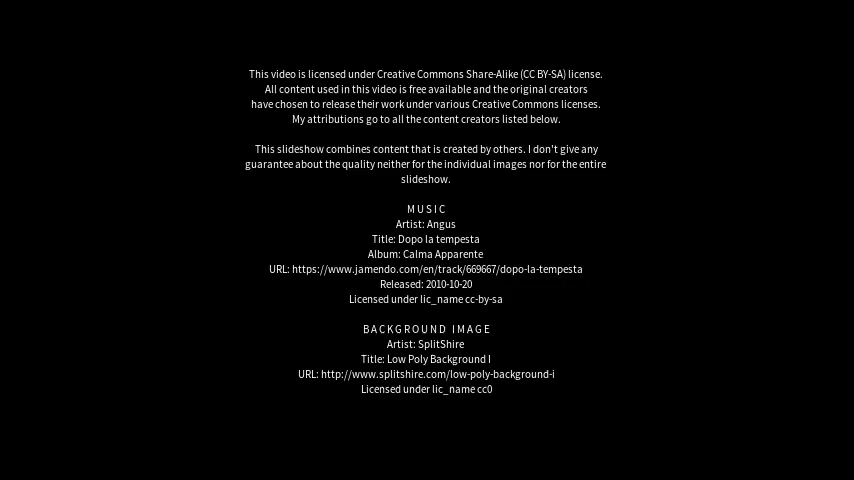 This video is licensed under Creative Commons Share-Alike (CC BY-SA) license.
All content used in this video is free available and the original creators
have chosen to release their work under various Creative Commons licenses.
My attributions go to all the content creators listed below.
This slideshow combines content that is created by others. I don't give any
guarantee about the quality neither for the individual images nor for the entire
slideshow.
MUSIC
Artist: Angus
Title: Dopo la tempesta
Album: Calma Apparente
URL: https://www.jamendo.com/en/track/669667/dopo-la-tempesta
Released: 2010-10-20
Licensed under lic_name cc-by-sa
BACKGROUND IMAGE
Artist: SplitShire
Title: Low Poly Background I
URL: http://www.splitshire.com/low-poly-background-i
Licensed under lic_name cc0